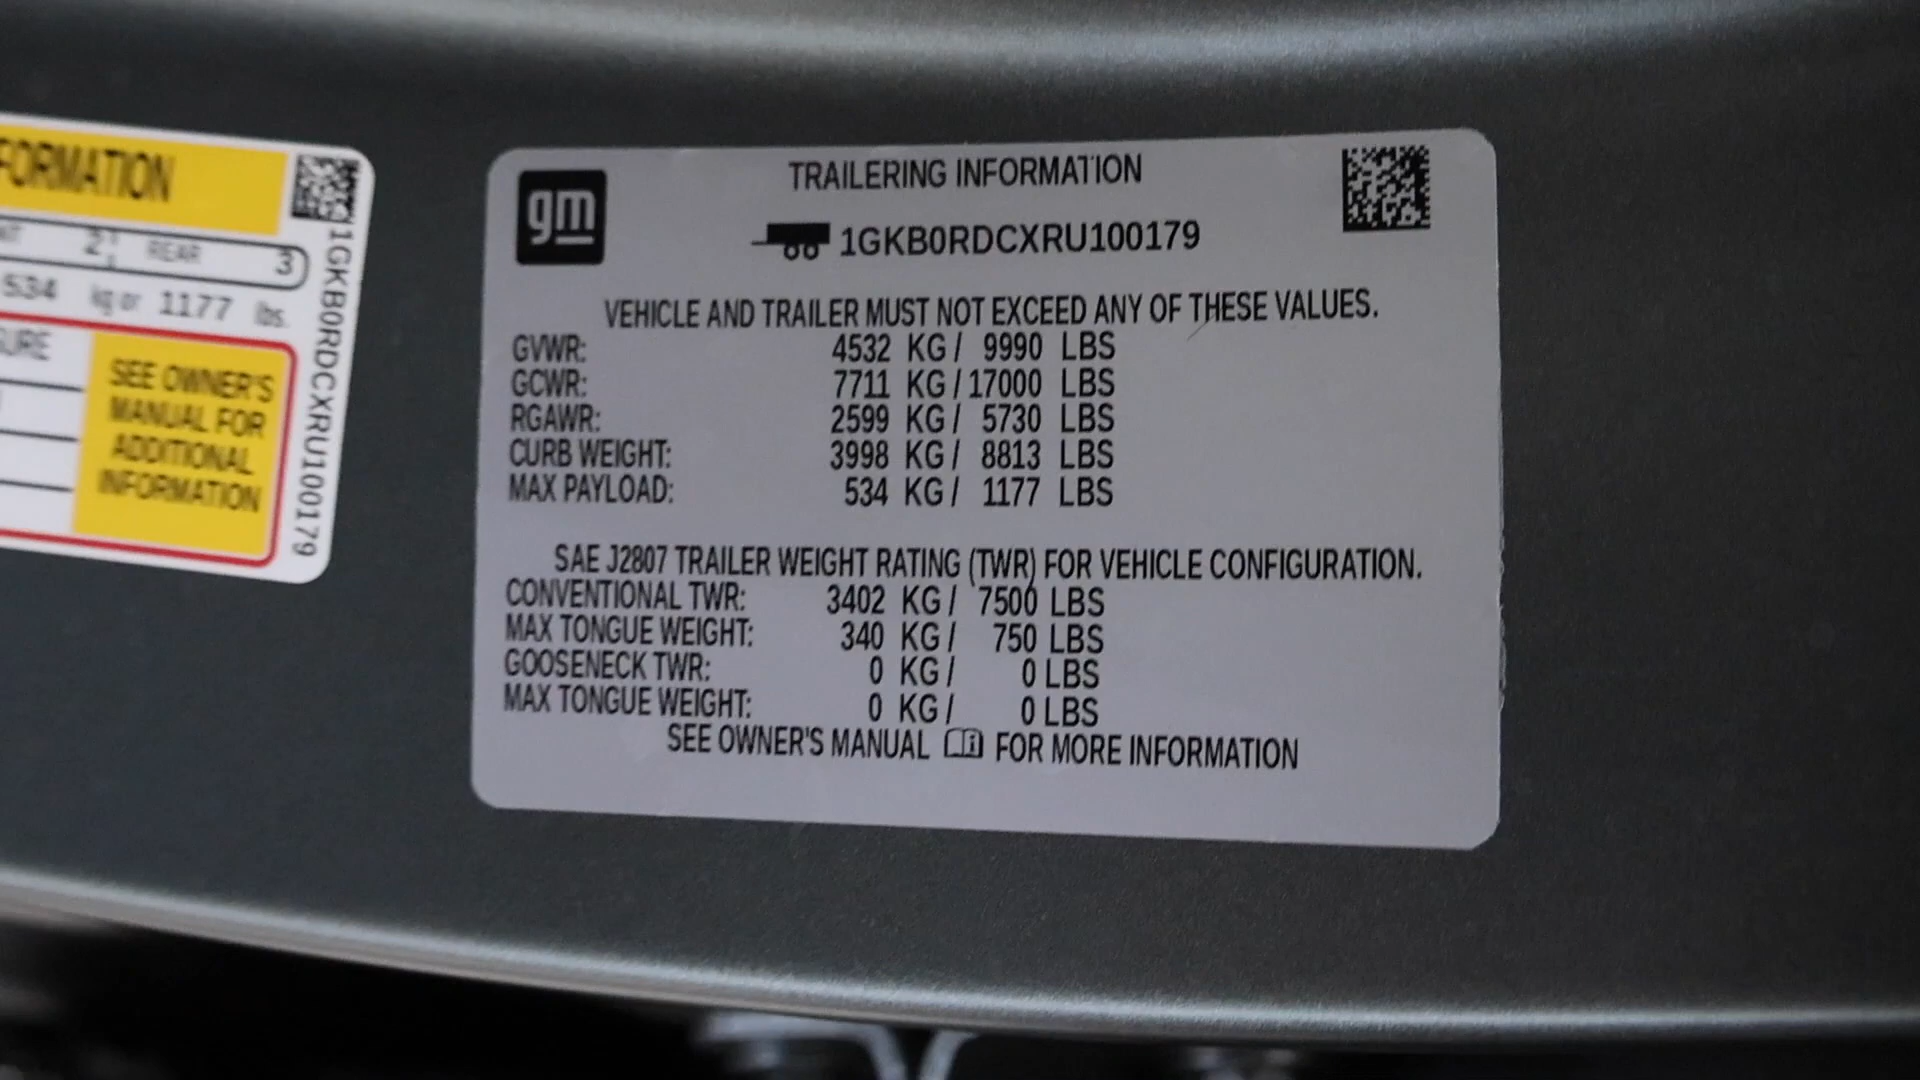 FORMATION
2 REAR 3
534 kg or 1177 lbs.
SEE OWNER'S
MANUAL FOR
ADDITIONAL
INFORMATION
1GKB0RDCXRU100179
gm
TRAILERING INFORMATION
1GKB0RDCXRU100179
VEHICLE AND TRAILER MUST NOT EXCEED ANY OF THESE VALUES.
GVWR: 4532 KG/ 9990 LBS
GCWR: 7711 KG/17000 LBS
RGAWR: 2599 KG/ 5730 LBS
CURB WEIGHT: 3998 KG/ 8813 LBS
MAX PAYLOAD: 534 KG/ 1177 LBS
SAE J2807 TRAILER WEIGHT RATING (TWR) FOR VEHICLE CONFIGURATION.
CONVENTIONAL TWR: 3402 KG/ 7500 LBS
MAX TONGUE WEIGHT: 340 KG/ 750 LBS
GOOSENECK TWR: 0 KG/ 0 LBS
MAX TONGUE WEIGHT: 0 KG/ 0 LBS
SEE OWNER'S MANUAL FOR MORE INFORMATION